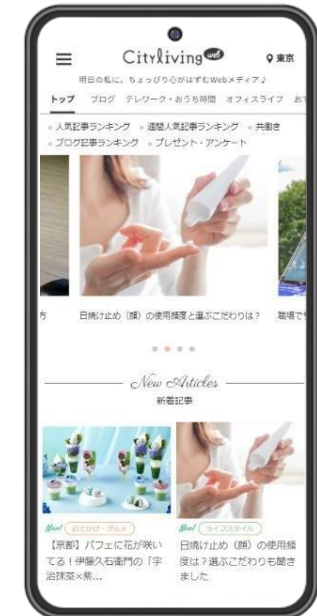 Cityliving web
東京
明日の私に、ちょっぴり心がはずむWebメディア♪
トップ ブログ テレワーク・おうち時間 オフィスライフ おで
人気記事ランキング 週間人気記事ランキング 共働き
ブログ記事ランキング プレゼント・アンケート
方 日焼け止め（顔）の使用頻度と選ぶこだわりは？ 職場で
New Articles
新着記事
New! おでかけ・グルメ
【京都】パフェに花が咲い
てる！伊藤久右衛門の「宇
治抹茶×紫...
New! ライフスタイル
日焼け止め（顔）の使用頻
度は？選ぶこだわりも聞き
ました